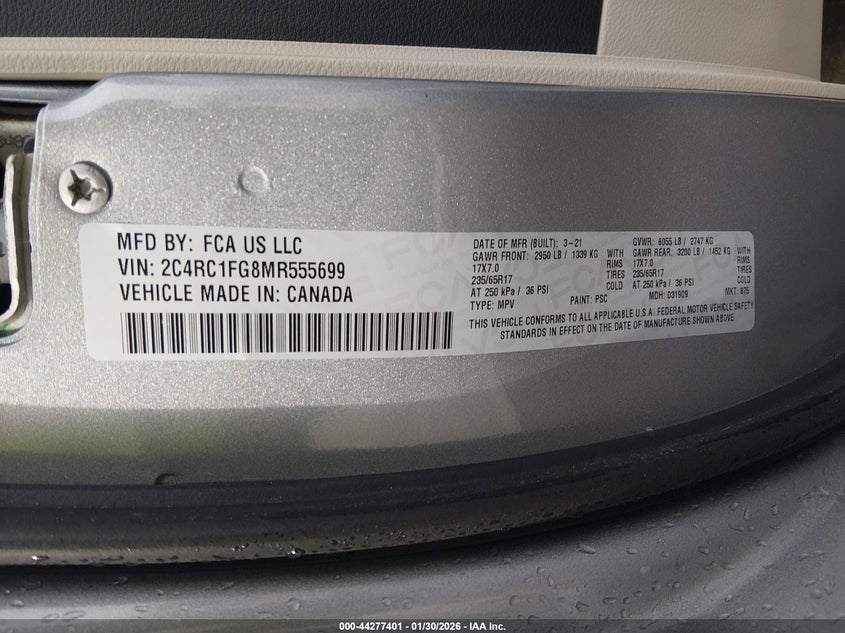 MFD BY: FCA US LLC
VIN: 2C4RC1FG8MR555699
VEHICLE MADE IN: CANADA
DATE OF MFR (BUILT): 3-21 GVWR: 6055 LB / 2747 KG
GAWR FRONT: 2950 LB / 1339 KG WITH GAWR REAR: 3200 LB / 1452 KG WITH
17X7.0 RIMS 17X7.0 RIMS
235/65R17 235/65R17
AT 250 kPa / 36 PSI COLD AT 250 kPa / 36 PSI COLD
TYPE: MPV PAINT: PSC MDH: 031909 MKT: 875
THIS VEHICLE CONFORMS TO ALL APPLICABLE U.S.A. FEDERAL MOTOR VEHICLE SAFETY
STANDARDS IN EFFECT ON THE DATE OF MANUFACTURE SHOWN ABOVE.
000-44277401 - 01/30/2026 - IAA Inc.